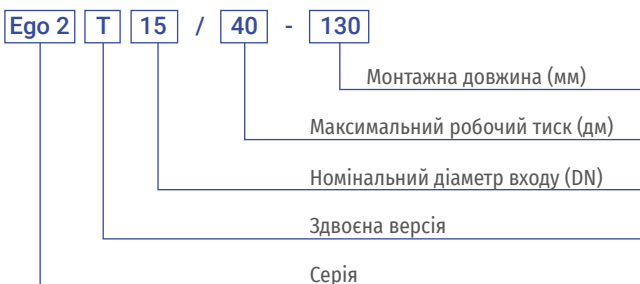 Ego 2 T 15 / 40 - 130
Монтажна довжина (мм)
Максимальний робочий тиск (дм)
Номінальний діаметр входу (DN)
Здвоєна версія
Серія